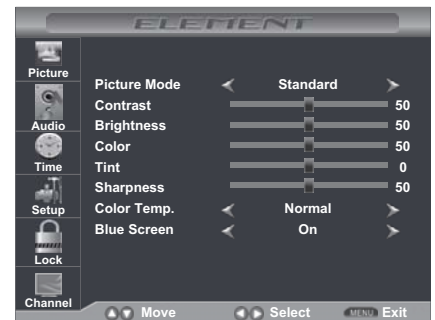 ELEMENT
Picture
Audio
Time
Setup
Lock
Channel
Picture Mode Standard
Contrast 50
Brightness 50
Color 50
Tint 0
Sharpness 50
Color Temp. Normal
Blue Screen On
Move Select MENU Exit